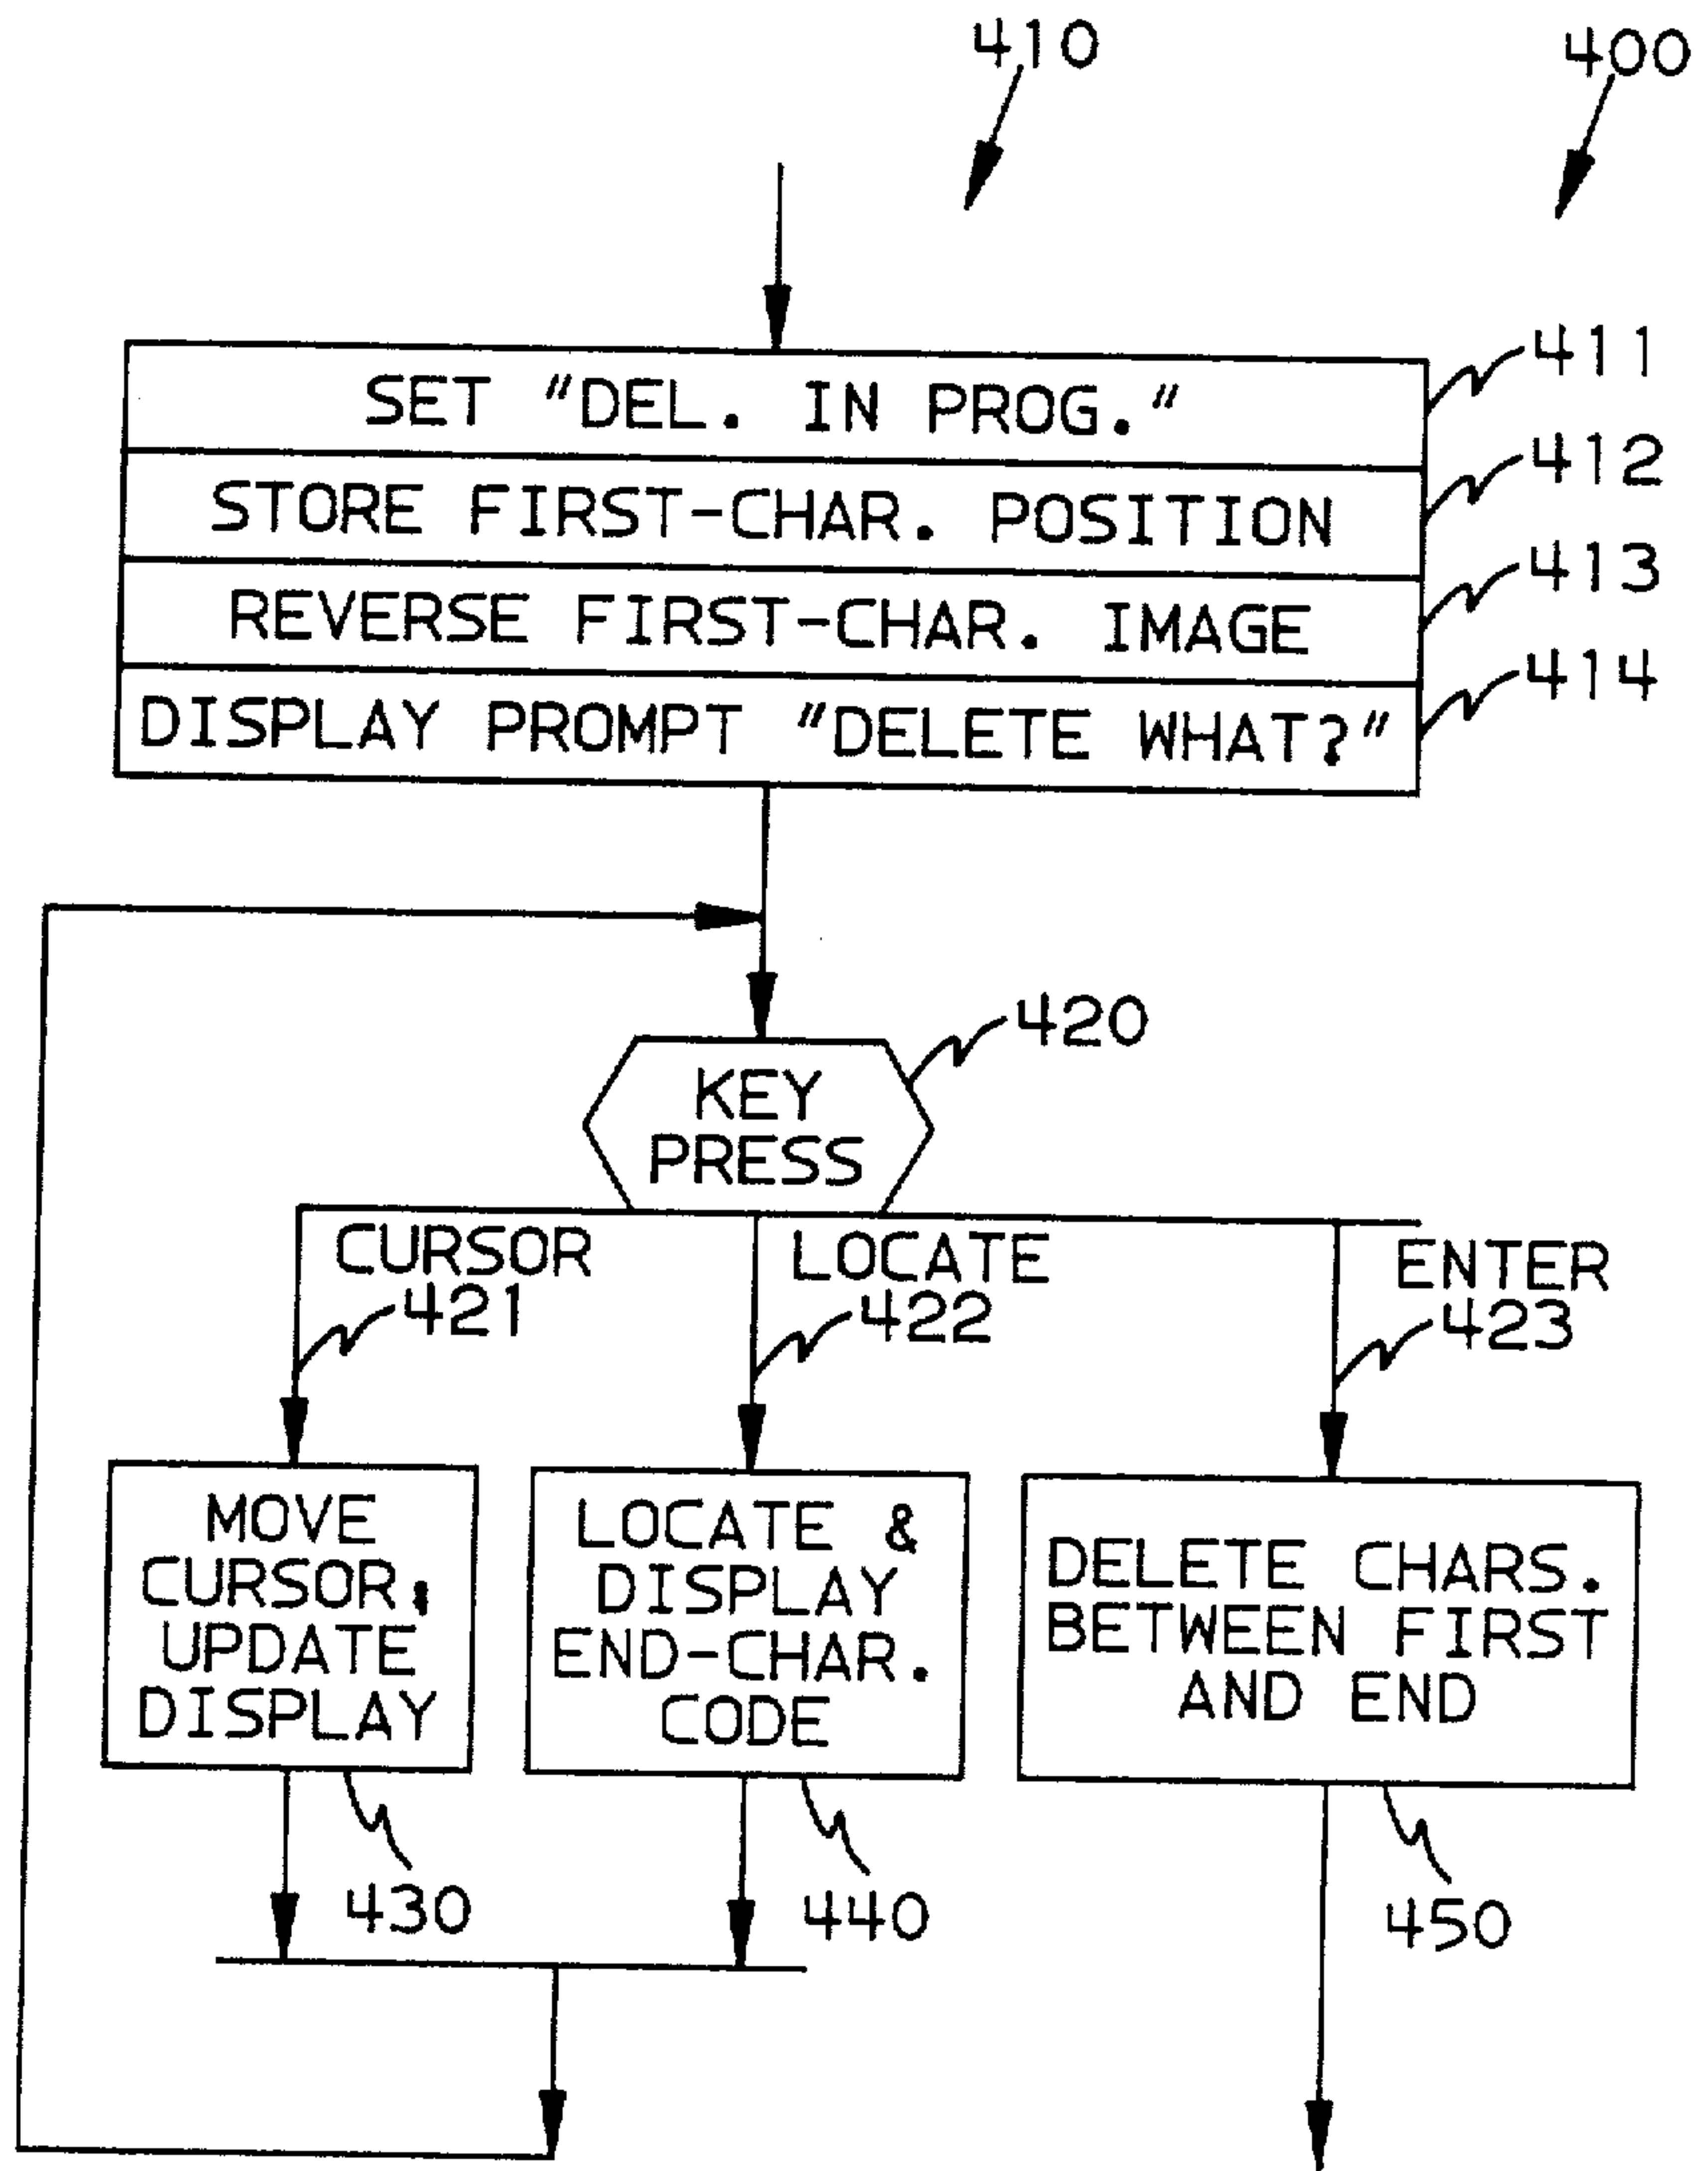 410
400
SET "DEL. IN PROG."
411
STORE FIRST-CHAR. POSITION
412
REVERSE FIRST-CHAR. IMAGE
413
DISPLAY PROMPT "DELETE WHAT?"
414
KEY
PRESS
420
CURSOR
421
LOCATE
422
ENTER
423
MOVE
CURSOR,
UPDATE
DISPLAY
430
LOCATE &
DISPLAY
END-CHAR.
CODE
440
DELETE CHARS.
BETWEEN FIRST
AND END
450